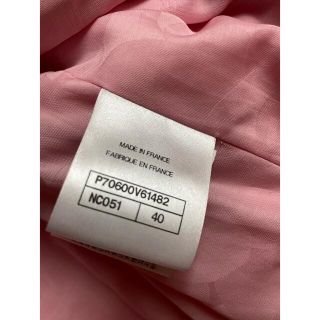 MADE IN FRANCE
FABRIQUE EN FRANCE
P70600V61482
NC051 40